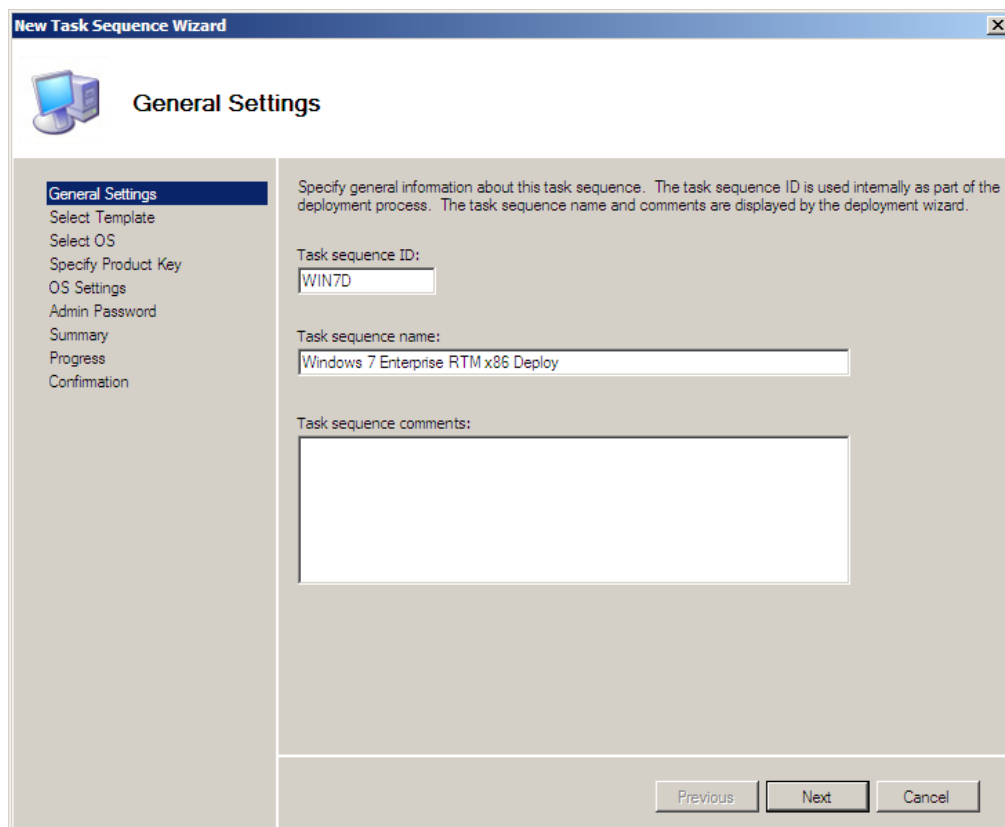 New Task Sequence Wizard
General Settings
General Settings
Select Template
Select OS
Specify Product Key
OS Settings
Admin Password
Summary
Progress
Confirmation
Specify general information about this task sequence.  The task sequence ID is used internally as part of the
deployment process.  The task sequence name and comments are displayed by the deployment wizard.
Task sequence ID:
WIN7D
Task sequence name:
Windows 7 Enterprise RTM x86 Deploy
Task sequence comments:
Previous
Next
Cancel